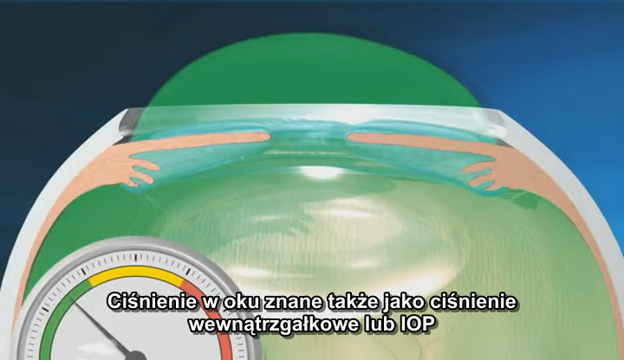 Ciśnienie w oku znane także jako ciśnienie
wewnątrzgałkowe lub IOP